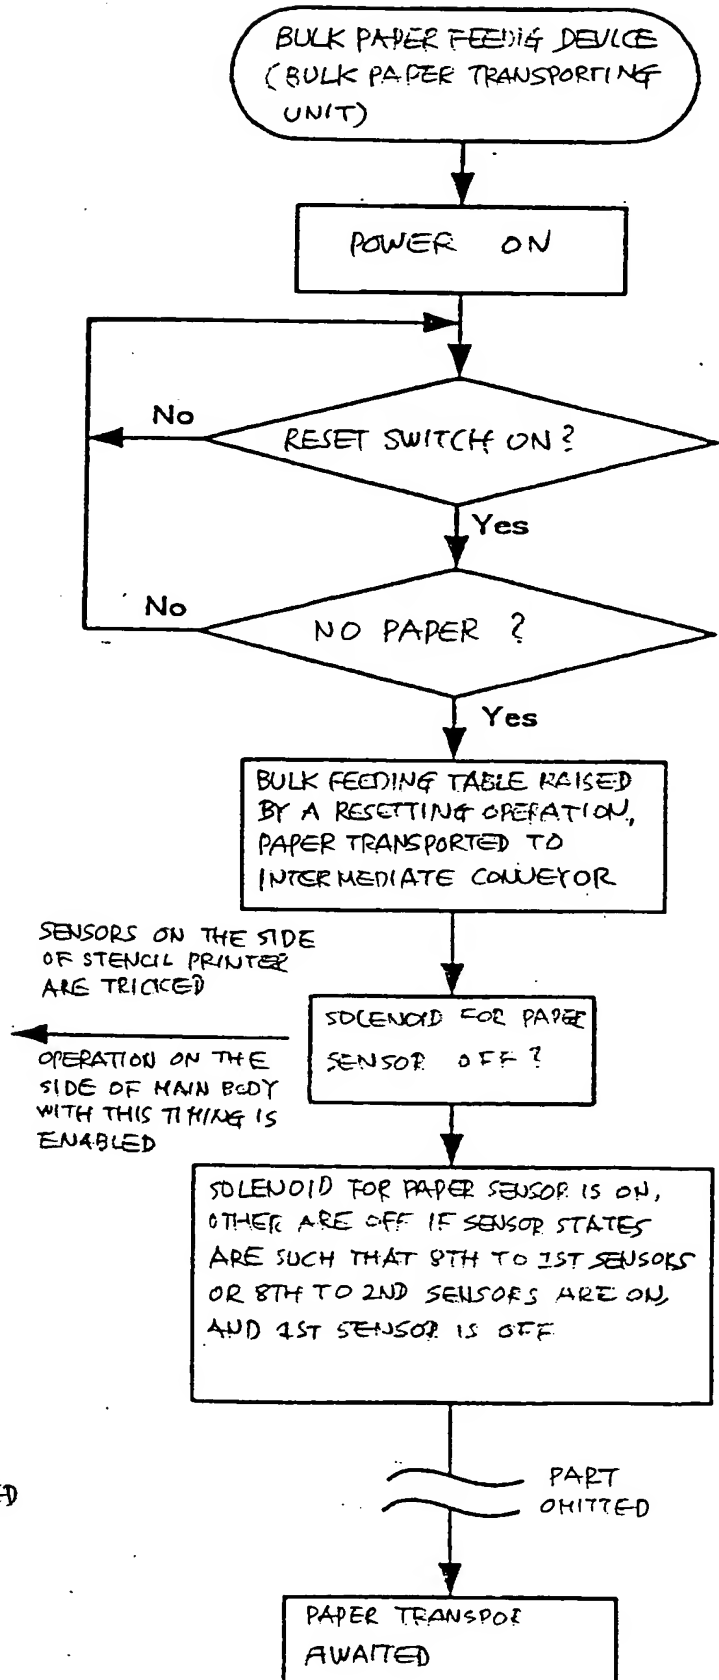 BULK PAPER FEEDIG DEVICE
(BULK PAPER TRANSPORTING
UNIT)
POWER ON
No
RESET SWITCH ON?
Yes
No
NO PAPER ?
Yes
BULK FEEDING TABLE RAISED
BY A RESETTING OPERATION,
PAPER TRANSPORTED TO
INTERMEDIATE CONVEYOR
SENSORS ON THE SIDE
OF STENCIL PRINTER
ARE TRICKED
OPERATION ON THE
SIDE OF MAIN BODY
WITH THIS TIMING IS
ENABLED
SOLENOID FOR PAPER
SENSOR OFF?
SOLENOID FOR PAPER SENSOR IS ON,
OTHER ARE OFF IF SENSOR STATES
ARE SUCH THAT 8TH TO 1ST SENSORS
OR 8TH TO 2ND SENSORS ARE ON,
AND 1ST SENSOR IS OFF
PART
OMITTED
PAPER TRANSPOR
AWAITED